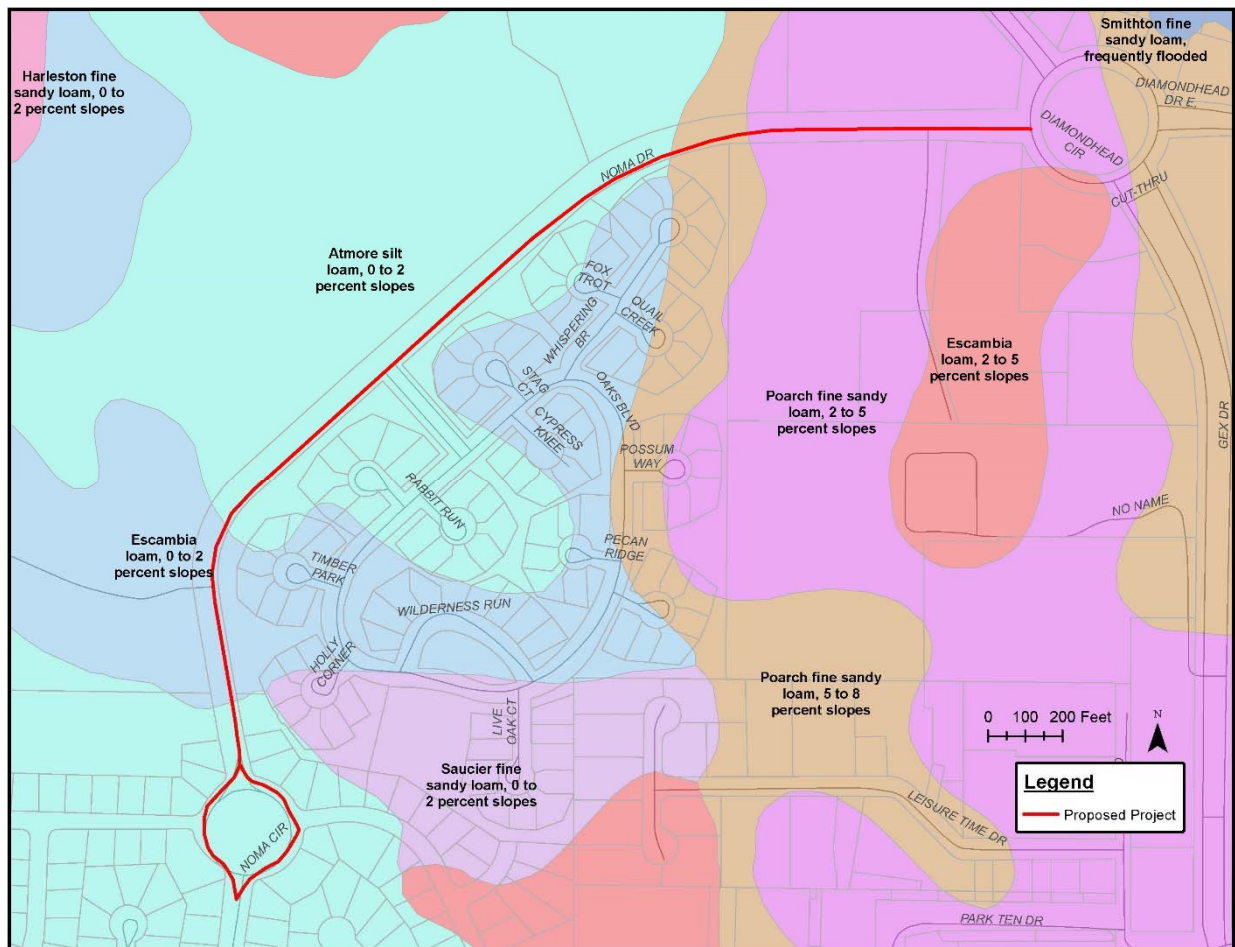 Smithton fine
sandy loam,
frequently flooded
Harleston fine
sandy loam, 0 to
2 percent slopes
DIAMONDHEAD
DR E.
DIAMONDHEAD
CIR
CUT-THRU
NOMA DR
Atmore silt
loam, 0 to 2
percent slopes
FOX
TROT
WHISPERING
BR
QUAIL
CREEK
STAG
CT
OAKS BLVD
CYPRESS
KNEE
Escambia
loam, 2 to 5
percent slopes
Poarch fine sandy
loam, 2 to 5
percent slopes
GEX DR
POSSUM
WAY
RABBIT RUN
NO NAME
Escambia
loam, 0 to 2
percent slopes
TIMBER
PARK
PECAN
RIDGE
WILDERNESS RUN
HOLLY
CORNER
LIVE
OAK CT
Poarch fine sandy
loam, 5 to 8
percent slopes
0 100 200 Feet
N
Saucier fine
sandy loam, 0 to
2 percent slopes
Legend
Proposed Project
LEISURE TIME DR
NOMA CIR
PARK TEN DR